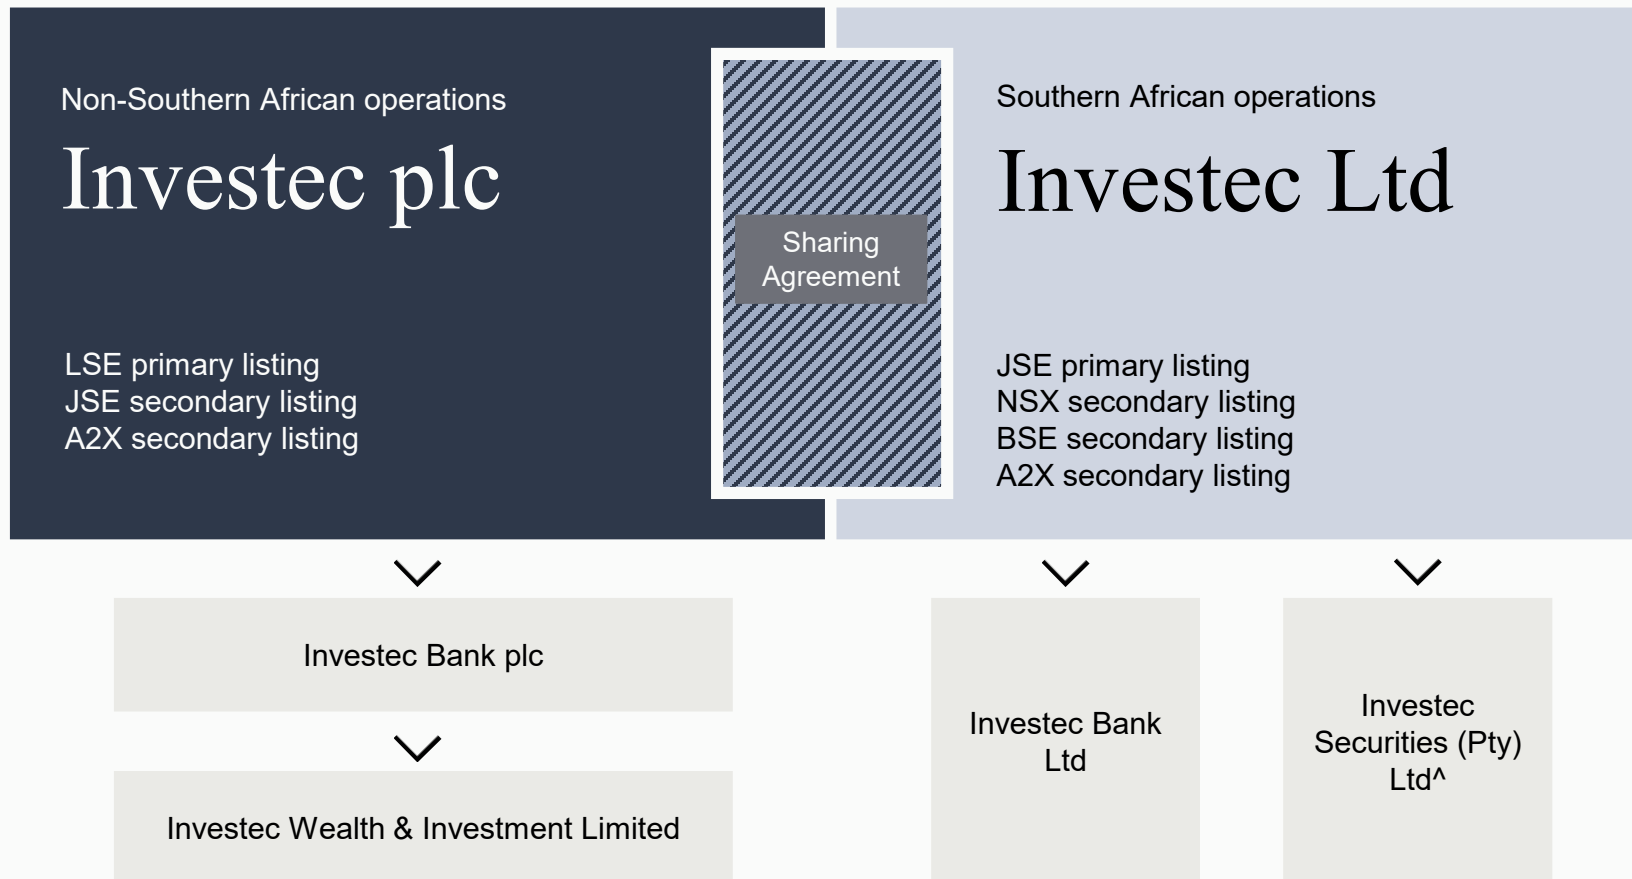 Non-Southern African operations
Investec plc
LSE primary listing
JSE secondary listing
A2X secondary listing
Sharing
Agreement
Southern African operations
Investec Ltd
JSE primary listing
NSX secondary listing
BSE secondary listing
A2X secondary listing
Investec Bank plc
Investec Wealth & Investment Limited
Investec Bank
Ltd
Investec
Securities (Pty)
Ltd^